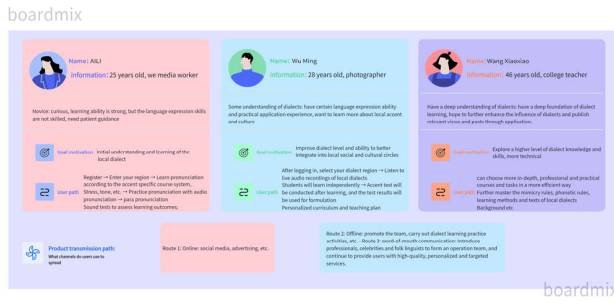 boardmix
Name: AILI
information: 25 years old, we media worker
Novice: curious, learning ability is strong, but the language expression skills
are not skilled, need patient guidance
Goal motivation Initial understanding and learning of the
local dialect
User path Register → Enter your region → Learn pronunciation
according to the accent specific course system,
Stress, tone, etc. → Practice pronunciation with audio
pronunciation → pass pronunciation
Sound tests to assess learning outcomes;
Name: Wu Ming
information: 28 years old, photographer
Some understanding of dialects: have certain language expression ability
and practical application experience, want to learn more about local accent
and culture
Goal motivation Improve dialect level and ability to better
integrate into local social and cultural circles
User path After logging in, select your dialect region → Listen to
live audio recordings of local dialects
Students will learn independently → Accent test will
be conducted after learning, and the test results will
be used for formulation
Personalized curriculum and teaching plan
Name: Wang Xiaoxiao
information: 46 years old, college teacher
Have a deep understanding of dialects: have a deep foundation of dialect
learning, hope to further enhance the influence of dialects and publish
relevant views and posts through application.
Goal motivation Explore a higher level of dialect knowledge and
skills, more technical
User path can choose more in-depth, professional and practical
courses and tasks in a more efficient way
Further master the mimicry rules, phonetic rules,
learning methods and texts of local dialects
Background etc
Product transmission path:
What channels do users use to
spread
Route 1: Online: social media, advertising, etc.
Route 2: Offline: promote the team, carry out dialect learning practice
activities, etc. - Route 3: word-of-mouth communication: introduce
professionals, celebrities and folk linguists to form an operation team, and
continue to provide users with high-quality, personalized and targeted
services.
boardmix